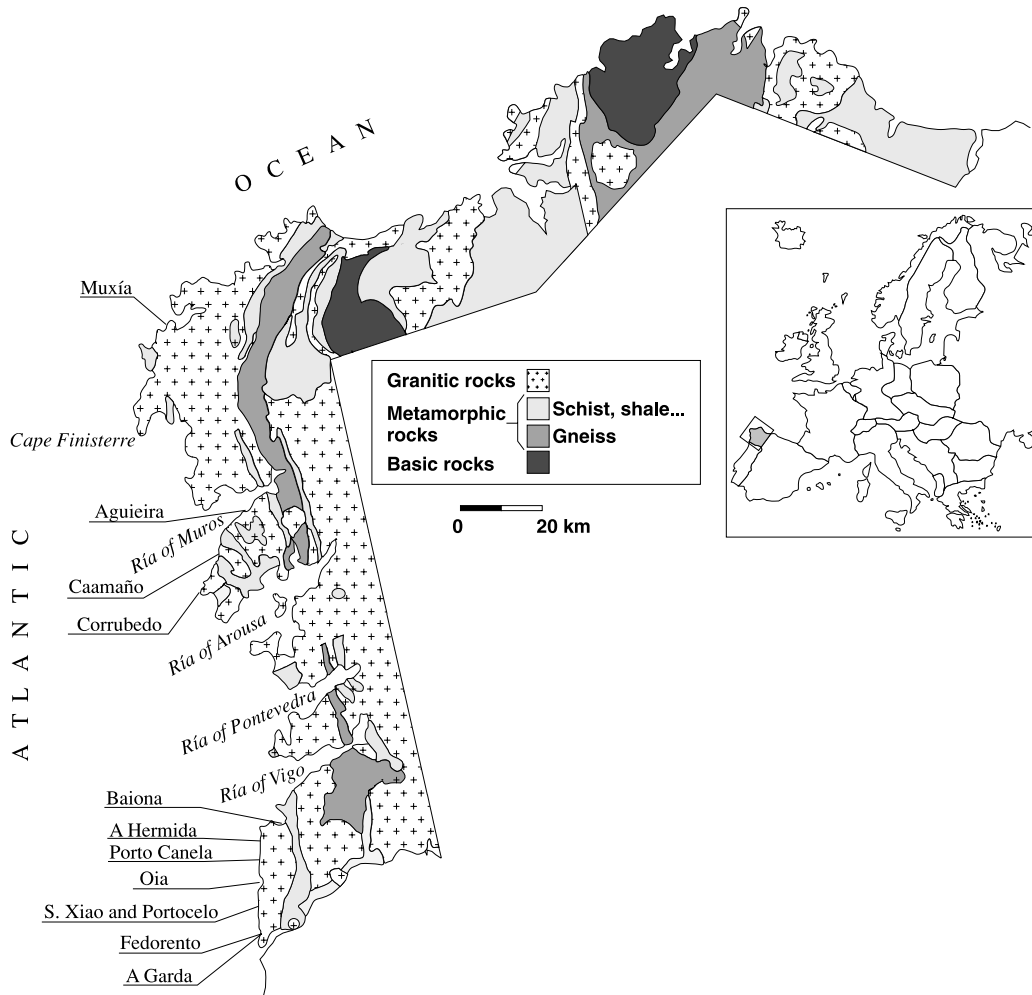 OCEAN
Muxía
Cape Finisterre
Granitic rocks
Metamorphic
rocks
Schist, shale...
Gneiss
Basic rocks
0 20 km
Aguieira
Ría of Muros
Caamaño
Corrubedo
Ría of Arousa
ATLANTIC
Ría of Pontevedra
Ría of Vigo
Baiona
A Hermida
Porto Canela
Oia
S. Xiao and Portocelo
Fedorento
A Garda